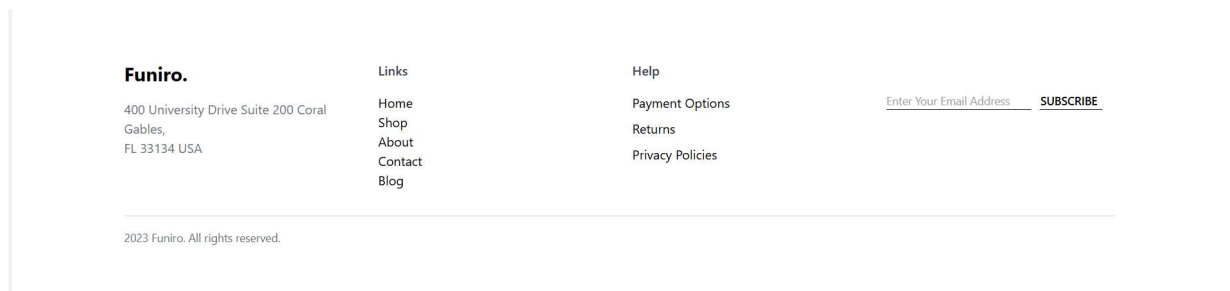 Funiro.
400 University Drive Suite 200 Coral
Gables,
FL 33134 USA
Links
Home
Shop
About
Contact
Blog
Help
Payment Options
Returns
Privacy Policies
Enter Your Email Address
SUBSCRIBE
2023 Funiro. All rights reserved.